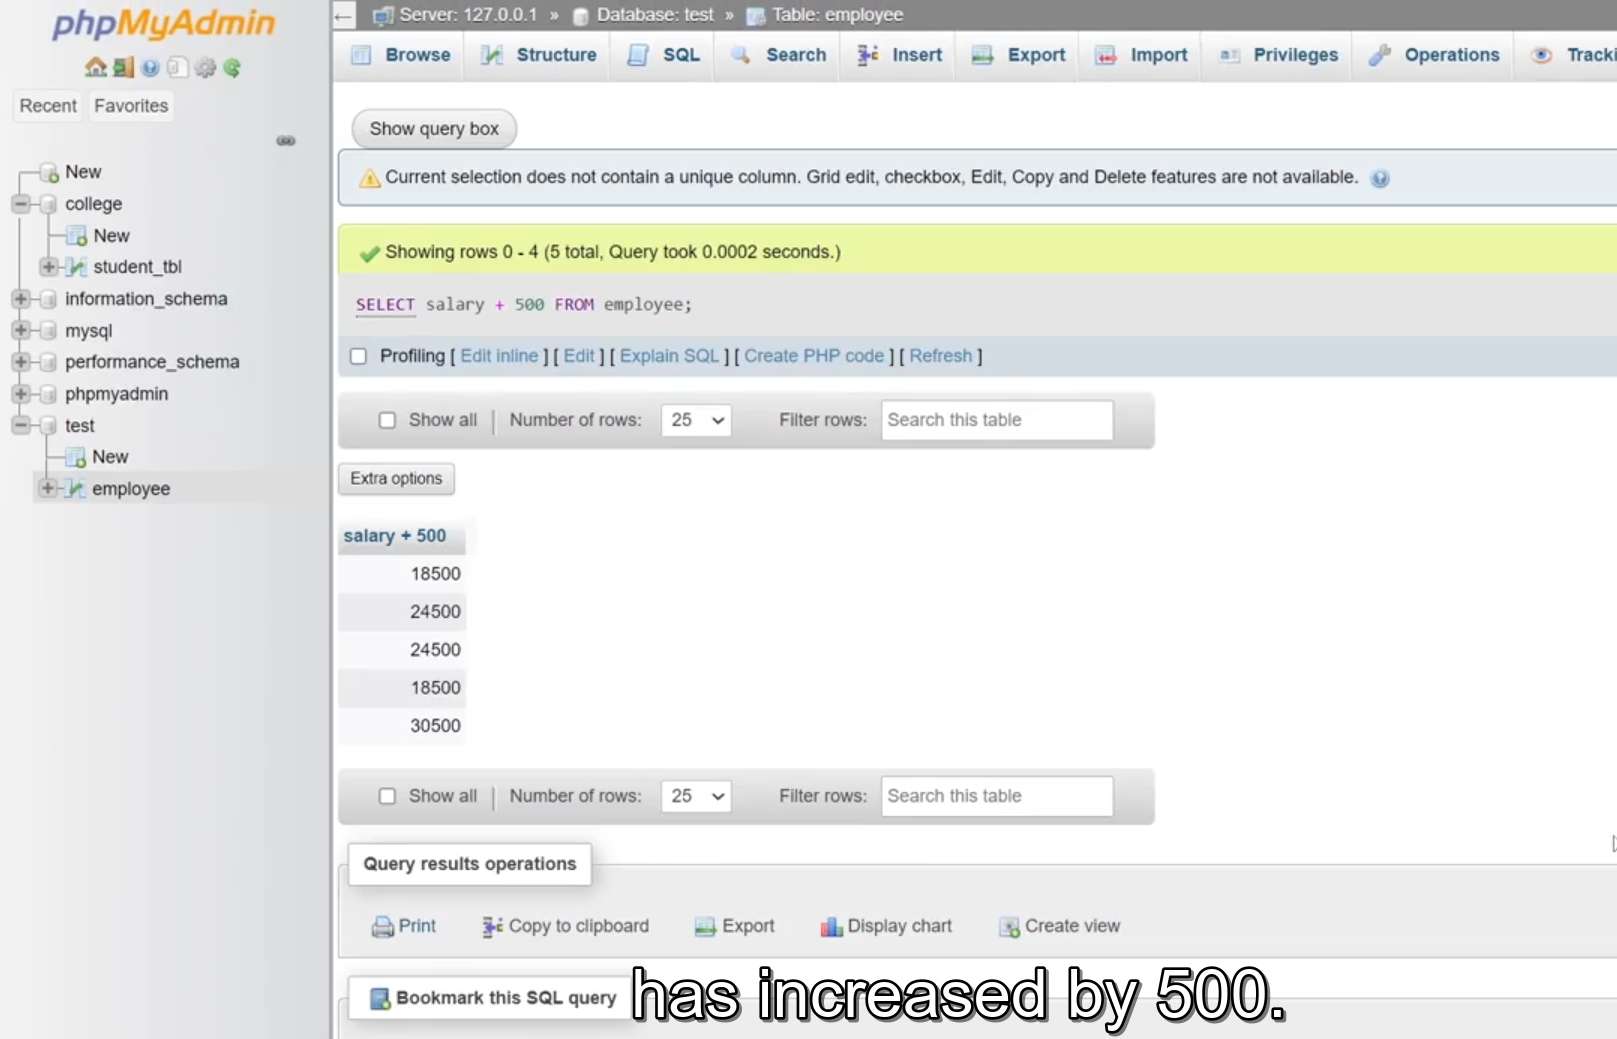 phpMyAdmin
Recent Favorites
New
college
New
student_tbl
information_schema
mysql
performance_schema
phpmyadmin
test
New
employee
Server: 127.0.0.1 » Database: test » Table: employee
Browse Structure SQL Search Insert Export Import Privileges Operations Tracki
Show query box
Current selection does not contain a unique column. Grid edit, checkbox, Edit, Copy and Delete features are not available.
Showing rows 0 - 4 (5 total, Query took 0.0002 seconds.)
SELECT salary + 500 FROM employee;
Profiling [ Edit inline ] [ Edit ] [ Explain SQL ] [ Create PHP code ] [ Refresh ]
Show all | Number of rows: 25 Filter rows: Search this table
Extra options
salary + 500
18500
24500
24500
18500
30500
Show all | Number of rows: 25 Filter rows: Search this table
Query results operations
Print Copy to clipboard Export Display chart Create view
Bookmark this SQL query
has increased by 500.